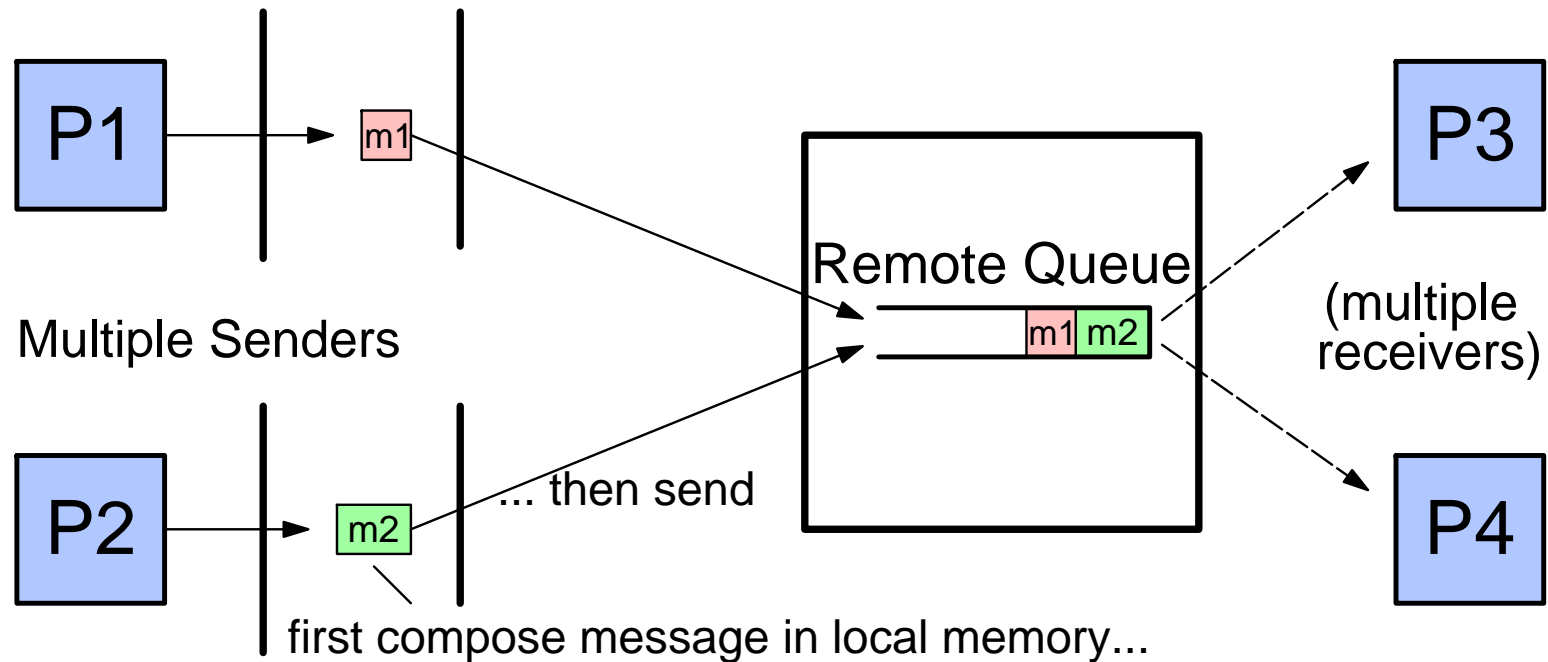 P1
m1
P3
Remote Queue
m1 m2
(multiple
receivers)
Multiple Senders
... then send
P2
m2
P4
first compose message in local memory...